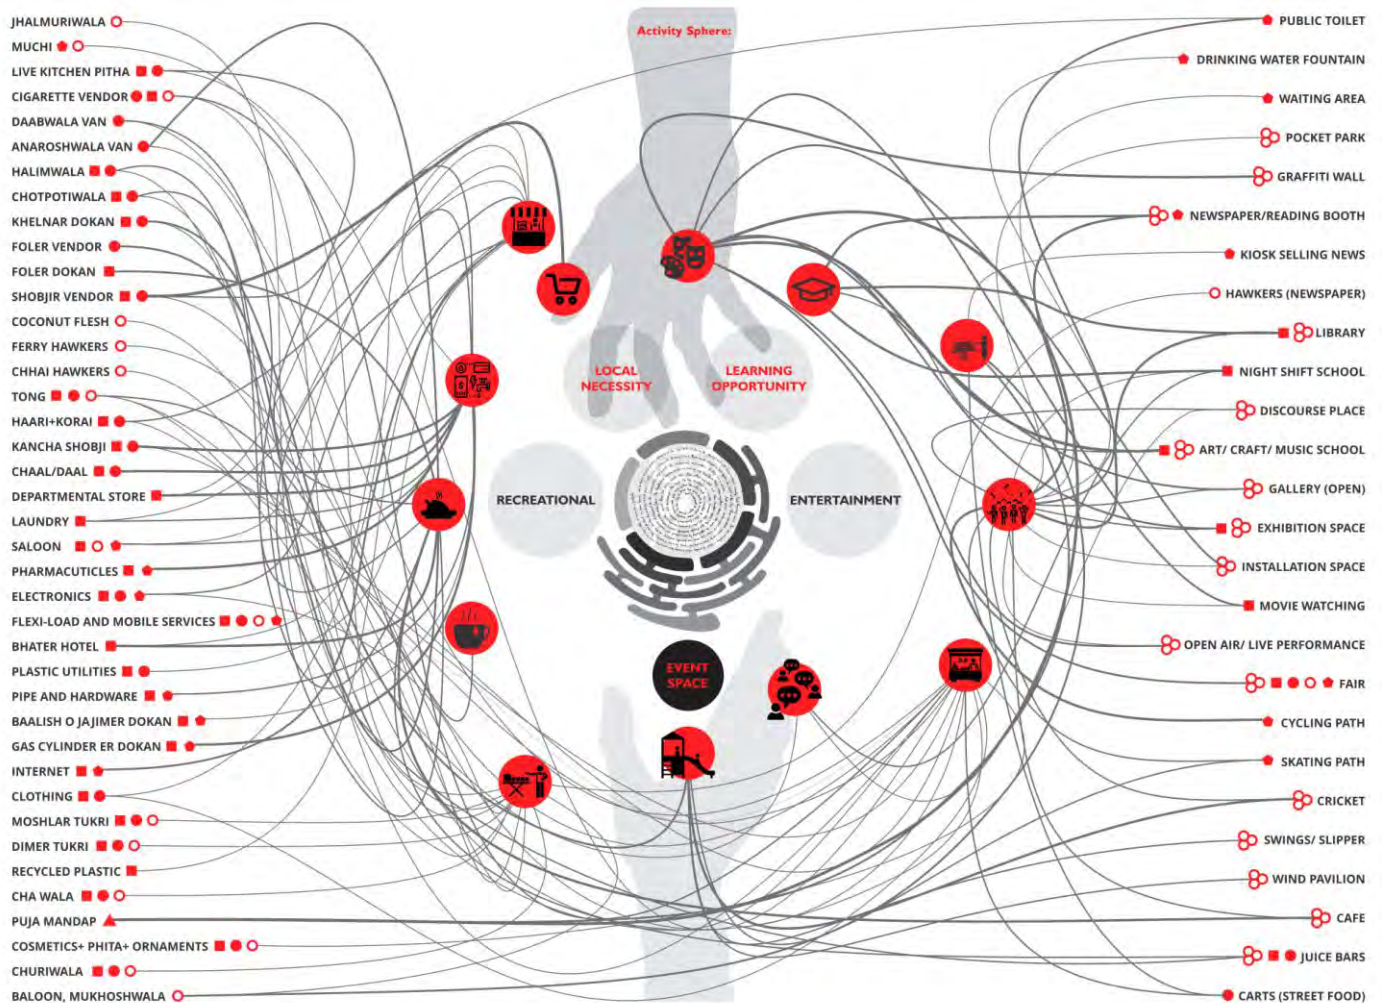 Activity Sphere:
JHALMURIWALA
MUCHI
LIVE KITCHEN PITHA
CIGARETTE VENDOR
DAABWALA VAN
ANAROSHWALA VAN
HALIMWALA
CHOTPOTIWALA
KHELNAR DOKAN
FOLER VENDOR
FOLER DOKAN
SHOBJIR VENDOR
COCONUT FLESH
FERRY HAWKERS
CHHAI HAWKERS
TONG
HAARI+KORAI
KANCHA SHOBJI
CHAAL/DAAL
DEPARTMENTAL STORE
LAUNDRY
SALOON
PHARMACUTICLES
ELECTRONICS
FLEXI-LOAD AND MOBILE SERVICES
BHATER HOTEL
PLASTIC UTILITIES
PIPE AND HARDWARE
BAALISH O JAJIMER DOKAN
GAS CYLINDER ER DOKAN
INTERNET
CLOTHING
MOSHLAR TUKRI
DIMER TUKRI
RECYCLED PLASTIC
CHA WALA
PUJA MANDAP
COSMETICS+ PHITA+ ORNAMENTS
CHURIWALA
BALOON, MUKHOSHWALA
LOCAL
NECESSITY
LEARNING
OPPORTUNITY
RECREATIONAL
ENTERTAINMENT
EVENT
SPACE
PUBLIC TOILET
DRINKING WATER FOUNTAIN
WAITING AREA
POCKET PARK
GRAFFITI WALL
NEWSPAPER/READING BOOTH
KIOSK SELLING NEWS
HAWKERS (NEWSPAPER)
LIBRARY
NIGHT SHIFT SCHOOL
DISCOURSE PLACE
ART/ CRAFT/ MUSIC SCHOOL
GALLERY (OPEN)
EXHIBITION SPACE
INSTALLATION SPACE
MOVIE WATCHING
OPEN AIR/ LIVE PERFORMANCE
FAIR
CYCLING PATH
SKATING PATH
CRICKET
SWINGS/ SLIPPER
WIND PAVILION
CAFE
JUICE BARS
CARTS (STREET FOOD)